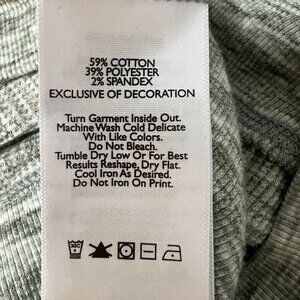 59% COTTON
39% POLYESTER
2% SPANDEX
EXCLUSIVE OF DECORATION
Turn Garment Inside Out.
Machine Wash Cold Delicate
With Like Colors.
Do Not Bleach.
Tumble Dry Low Or For Best
Results Reshape, Dry Flat.
Cool Iron As Desired.
Do Not Iron On Print.